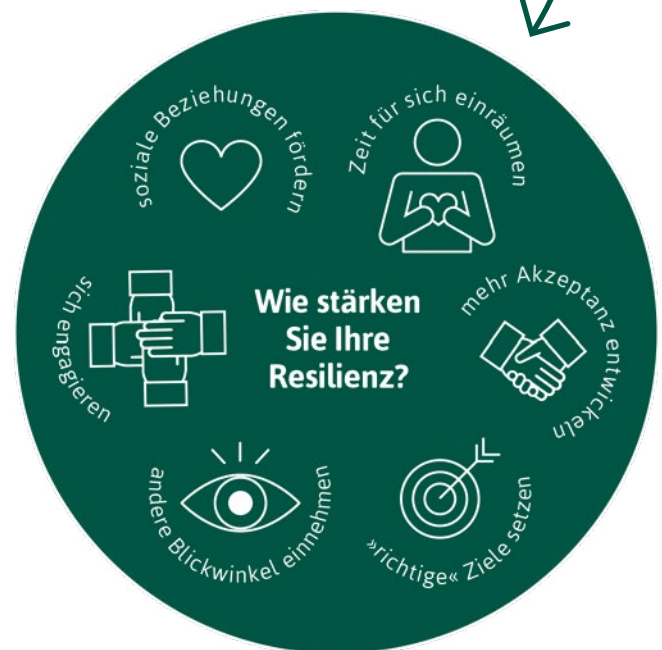 soziale Beziehungen fördern
Zeit für sich einräumen
Wie stärken
Sie Ihre
Resilienz?
sich engagieren
mehr Akzeptanz entwickeln
andere Blickwinkel einnehmen
»richtige« Ziele setzen